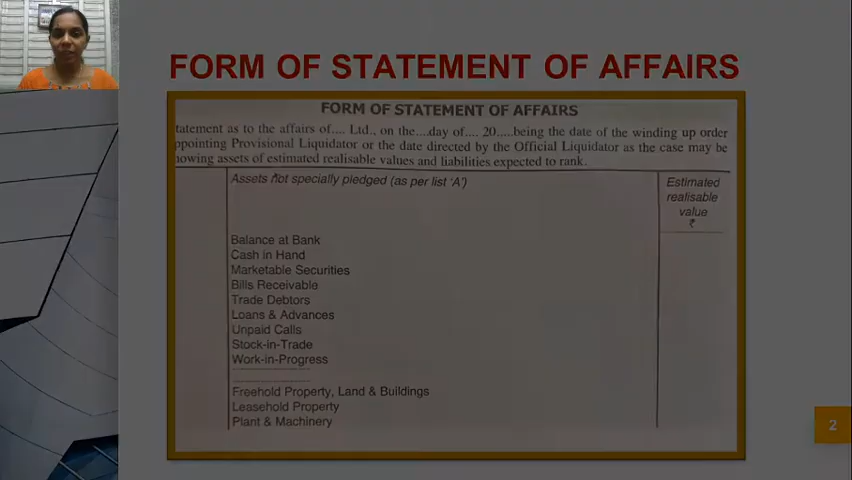 FORM OF STATEMENT OF AFFAIRS
FORM OF STATEMENT OF AFFAIRS
tatement as to the affairs of.... Ltd., on the....day of.... 20.....being the date of the winding up order
ppointing Provisional Liquidator or the date directed by the Official Liquidator as the case may be
howing assets of estimated realisable values and liabilities expected to rank.
Assets not specially pledged (as per list 'A')
Estimated
realisable
value
₹
Balance at Bank
Cash in Hand
Marketable Securities
Bills Receivable
Trade Debtors
Loans & Advances
Unpaid Calls
Stock-in-Trade
Work-in-Progress
Freehold Property, Land & Buildings
Leasehold Property
Plant & Machinery
2